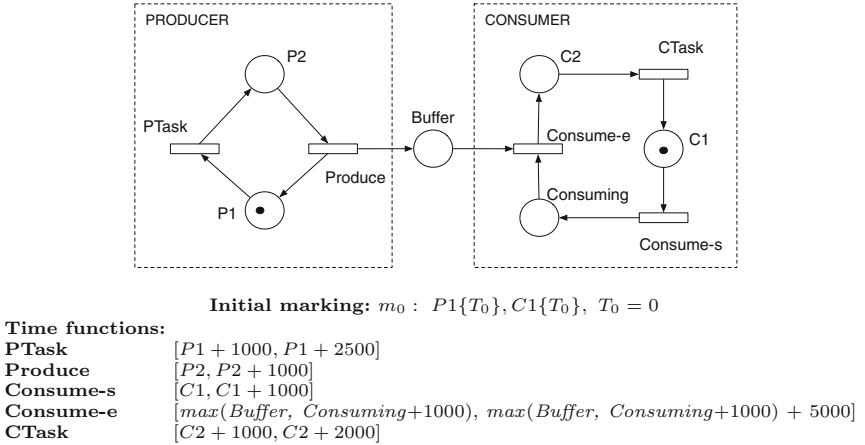 PRODUCER
CONSUMER
P2
C2
CTask
PTask
Buffer
Consume-e
C1
Produce
Consuming
P1
Consume-s
Initial marking: m₀ : P1{T₀}, C1{T₀}, T₀ = 0
Time functions:
PTask [P1 + 1000, P1 + 2500]
Produce [P2, P2 + 1000]
Consume-s [C1, C1 + 1000]
Consume-e [max(Buffer, Consuming+1000), max(Buffer, Consuming+1000) + 5000]
CTask [C2 + 1000, C2 + 2000]